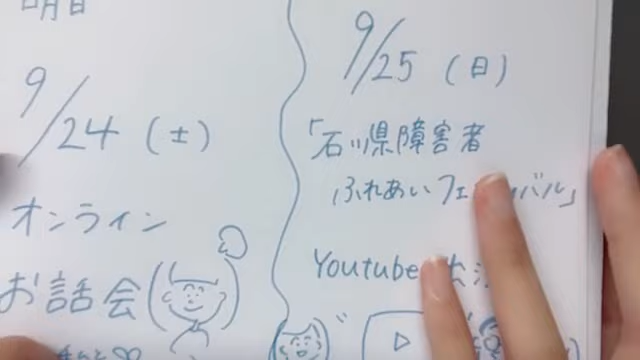 明日
9/24（土）
オンライン
お話会
9/25（日）
「石川県障害者
ふれあいフェ バル」
Youtube